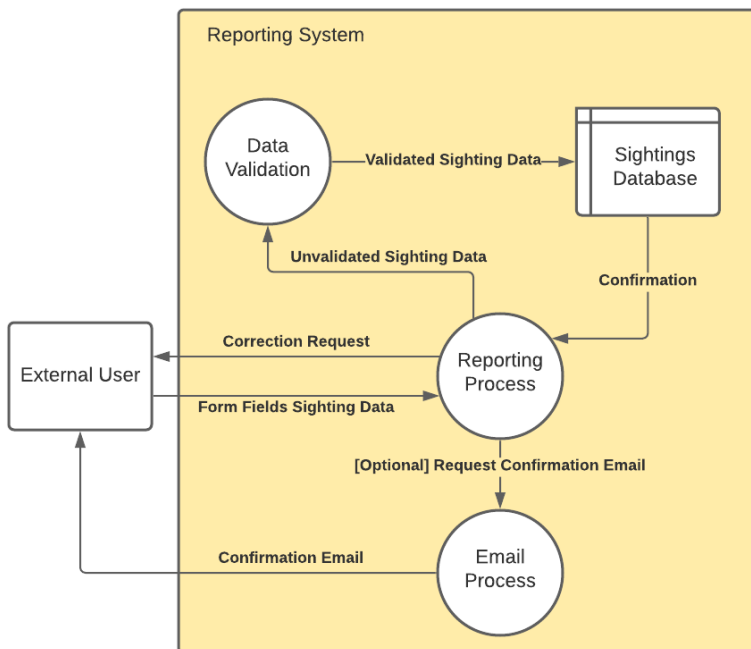 Reporting System
Data
Validation
Validated Sighting Data
Sightings
Database
Unvalidated Sighting Data
Confirmation
Correction Request
Reporting
Process
External User
Form Fields Sighting Data
[Optional] Request Confirmation Email
Confirmation Email
Email
Process